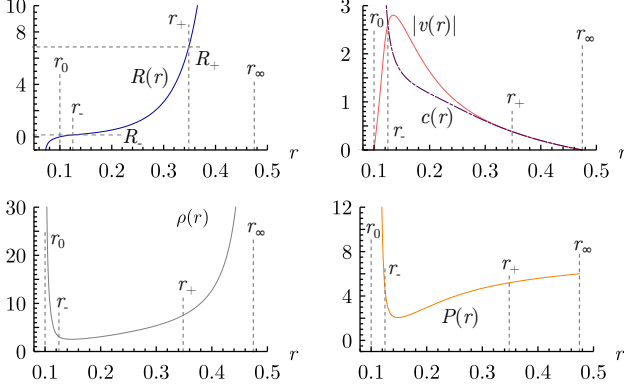 10
8
6
4
2
0
r₀
r₋
r₊
R(r)
R₊
R₋
r∞
0.1 0.2 0.3 0.4 0.5
r
3
2
1
0
r₀
|v(r)|
r∞
r₊
c(r)
r₋
0.1 0.2 0.3 0.4 0.5
r
30
20
10
0
ρ(r)
r₀
r∞
r₊
r₋
0.1 0.2 0.3 0.4 0.5
r
12
8
4
0
r₀
r∞
r₋
r₊
P(r)
0.1 0.2 0.3 0.4 0.5
r